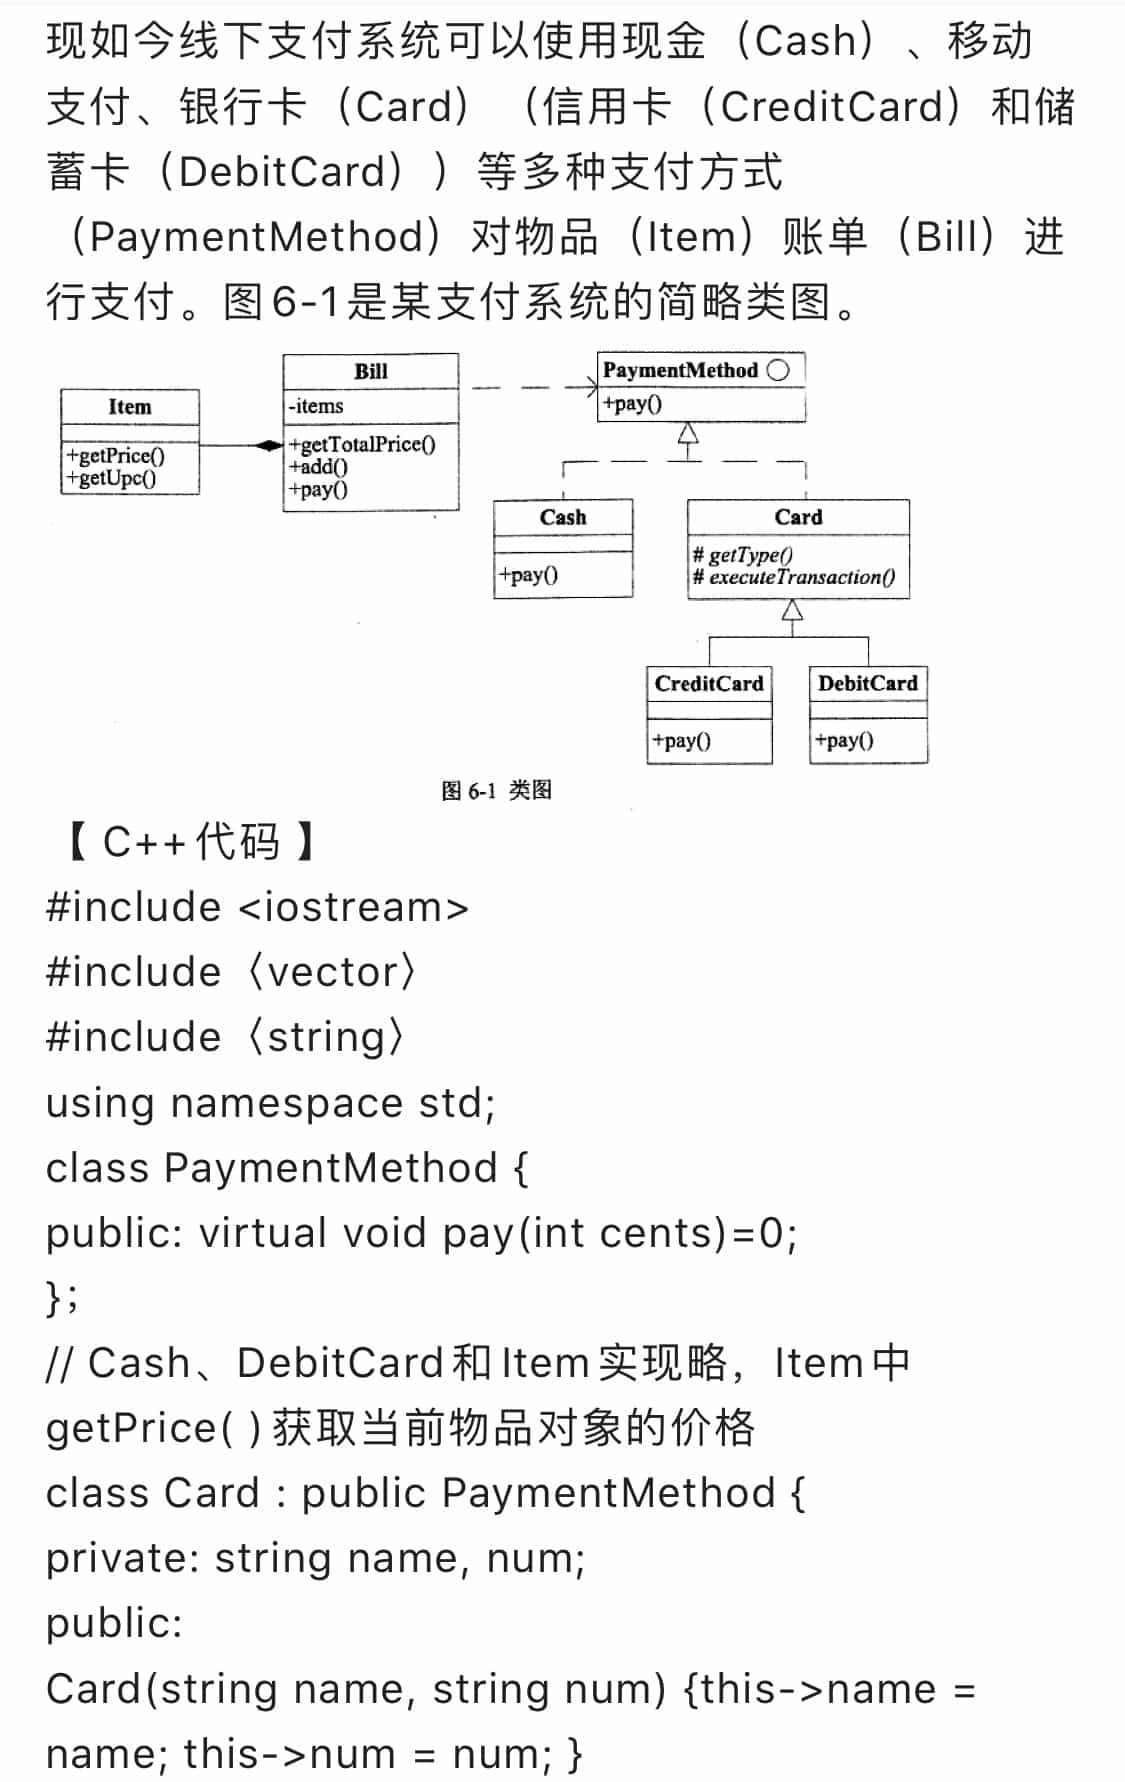 现如今线下支付系统可以使用现金（Cash）、移动
支付、银行卡（Card）（信用卡（CreditCard）和储
蓄卡（DebitCard））等多种支付方式
（PaymentMethod）对物品（Item）账单（Bill）进
行支付。图6-1是某支付系统的简略类图。
Item
+getPrice()
+getUpc()
Bill
-items
+getTotalPrice()
+add()
+pay()
PaymentMethod
+pay()
Cash
+pay()
Card
# getType()
# executeTransaction()
CreditCard
+pay()
DebitCard
+pay()
图 6-1 类图
【 C++代码 】
#include <iostream>
#include〈vector〉
#include〈string〉
using namespace std;
class PaymentMethod {
public: virtual void pay(int cents)=0;
};
// Cash、DebitCard和Item实现略，Item中
getPrice( )获取当前物品对象的价格
class Card : public PaymentMethod {
private: string name, num;
public:
Card(string name, string num) {this->name =
name; this->num = num; }